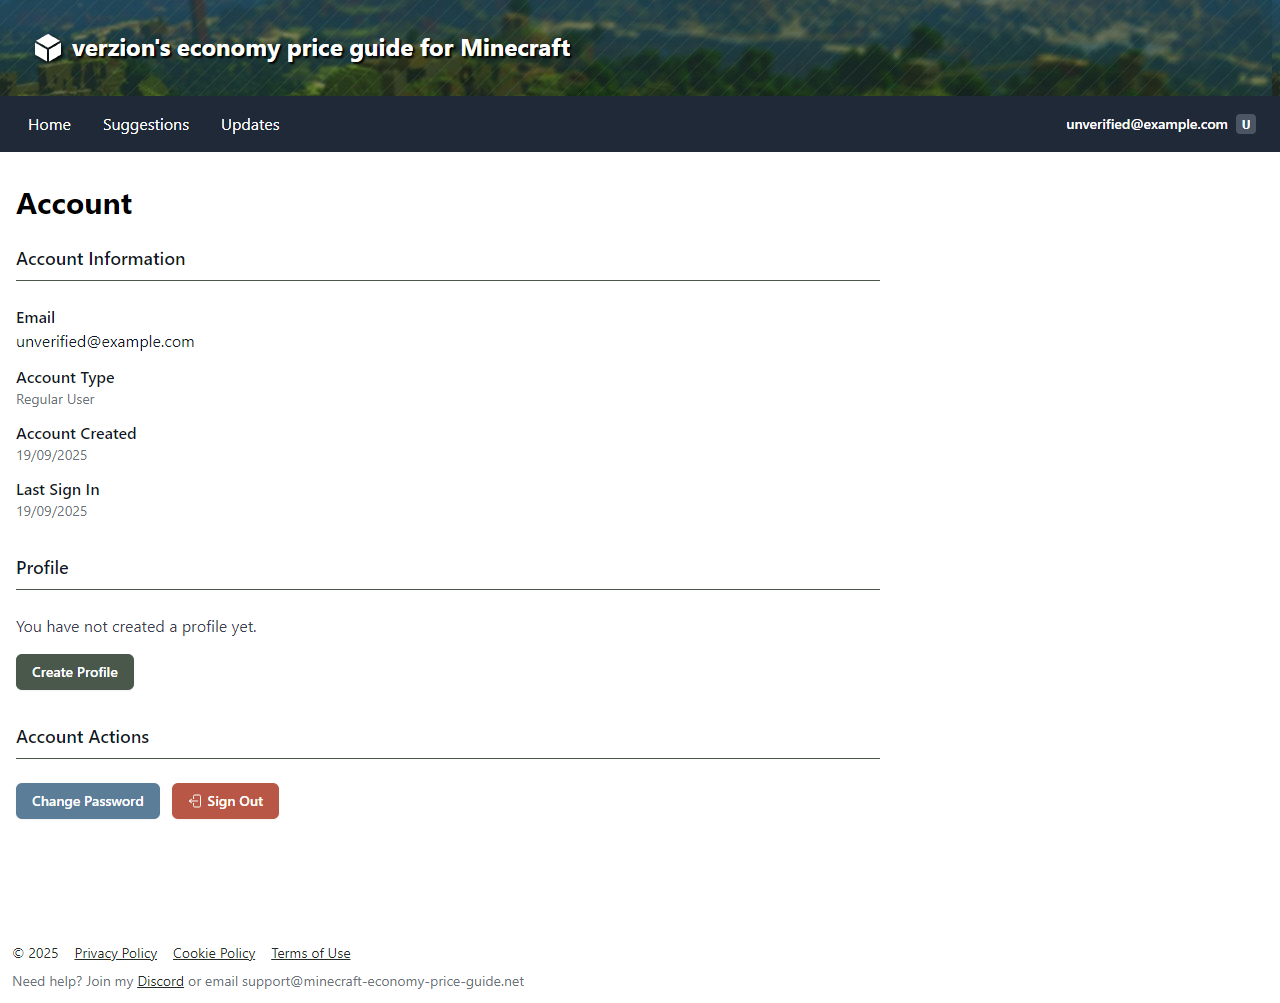 verzion's economy price guide for Minecraft
Home Suggestions Updates unverified@example.com U
Account
Account Information
Email
unverified@example.com
Account Type
Regular User
Account Created
19/09/2025
Last Sign In
19/09/2025
Profile
You have not created a profile yet.
Create Profile
Account Actions
Change Password Sign Out
© 2025 Privacy Policy Cookie Policy Terms of Use
Need help? Join my Discord or email support@minecraft-economy-price-guide.net